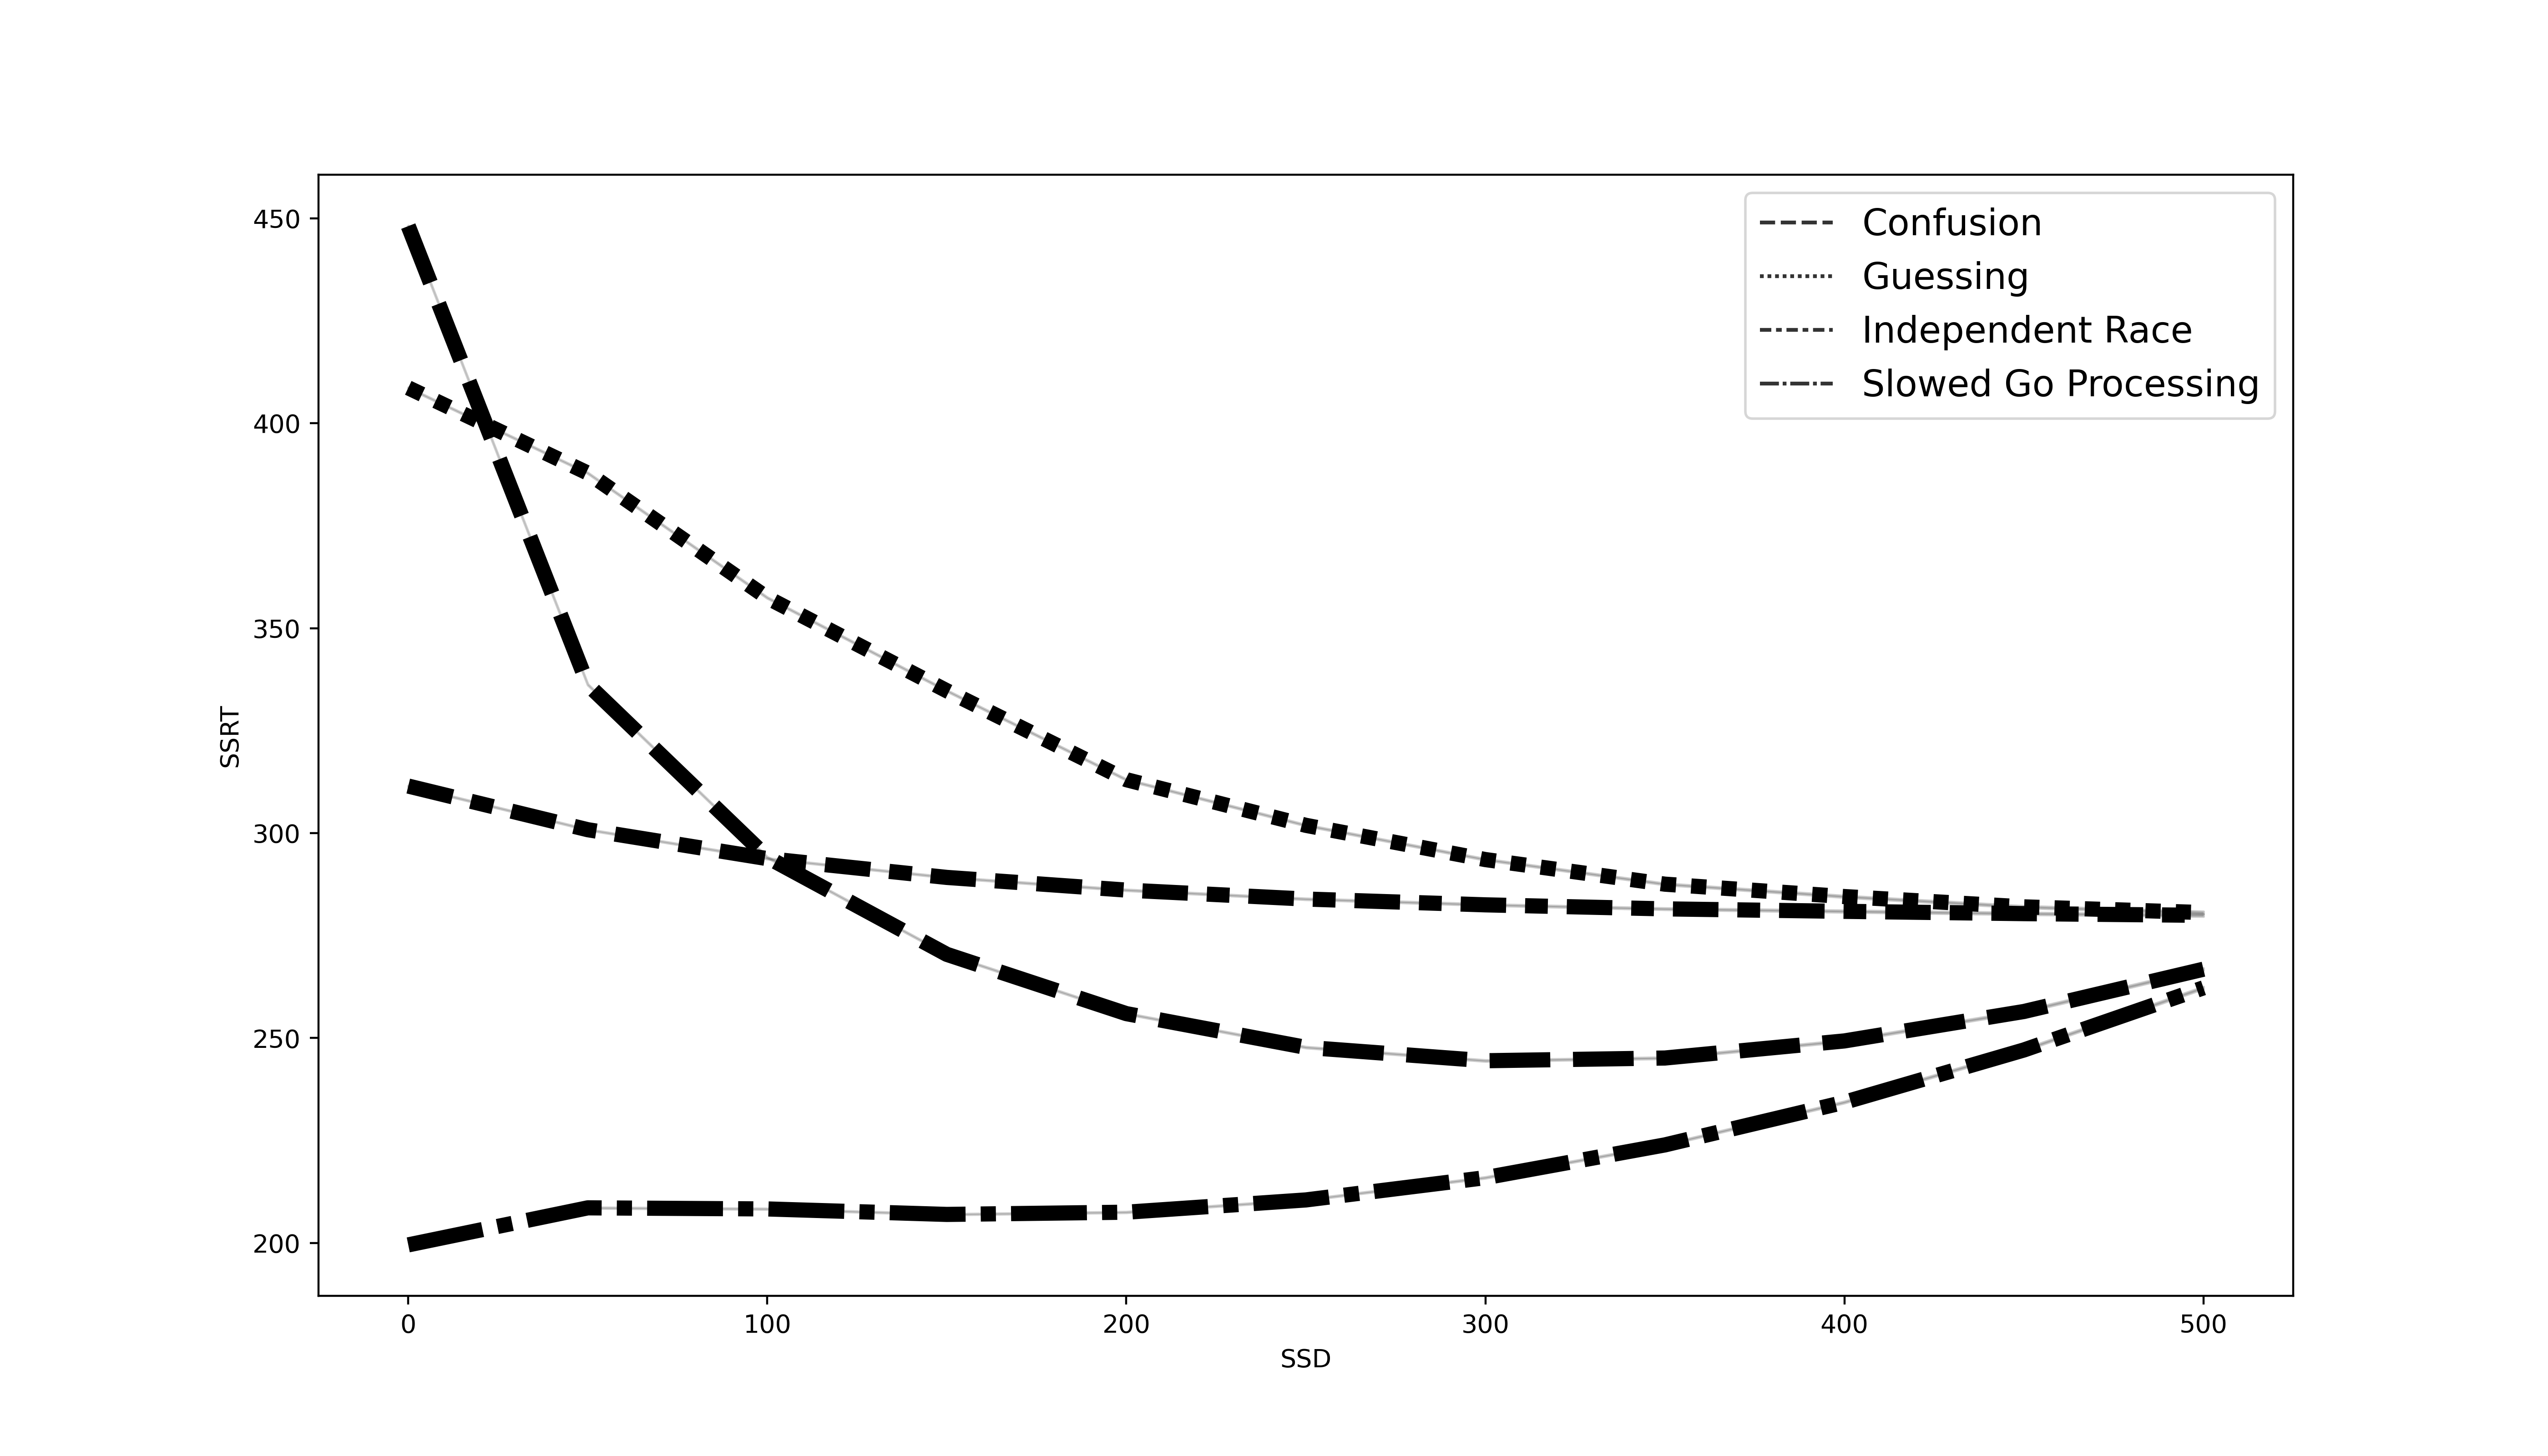 450
400
350
300
250
200
SSRT
0 100 200 300 400 500
SSD
Confusion
Guessing
Independent Race
Slowed Go Processing